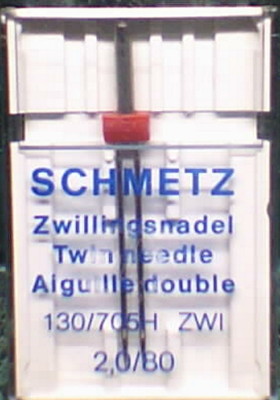 SCHMETZ
Zwillingsnadel
Twin needle
Aiguille double
130/705H ZWI
2,0/80